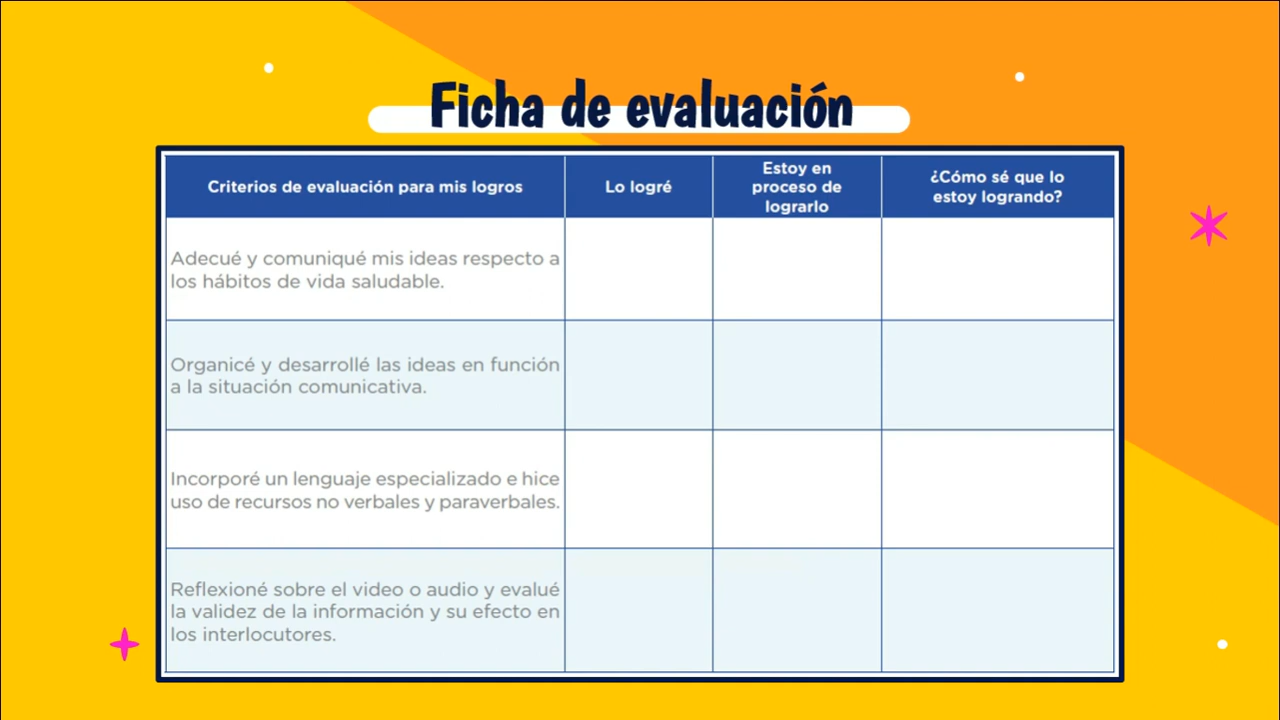 Ficha de evaluación
Criterios de evaluación para mis logros
Lo logré
Estoy en
proceso de
lograrlo
¿Cómo sé que lo
estoy logrando?
Adecué y comuniqué mis ideas respecto a
los hábitos de vida saludable.
Organicé y desarrollé las ideas en función
a la situación comunicativa.
Incorporé un lenguaje especializado e hice
uso de recursos no verbales y paraverbales.
Reflexioné sobre el video o audio y evalué
la validez de la información y su efecto en
los interlocutores.